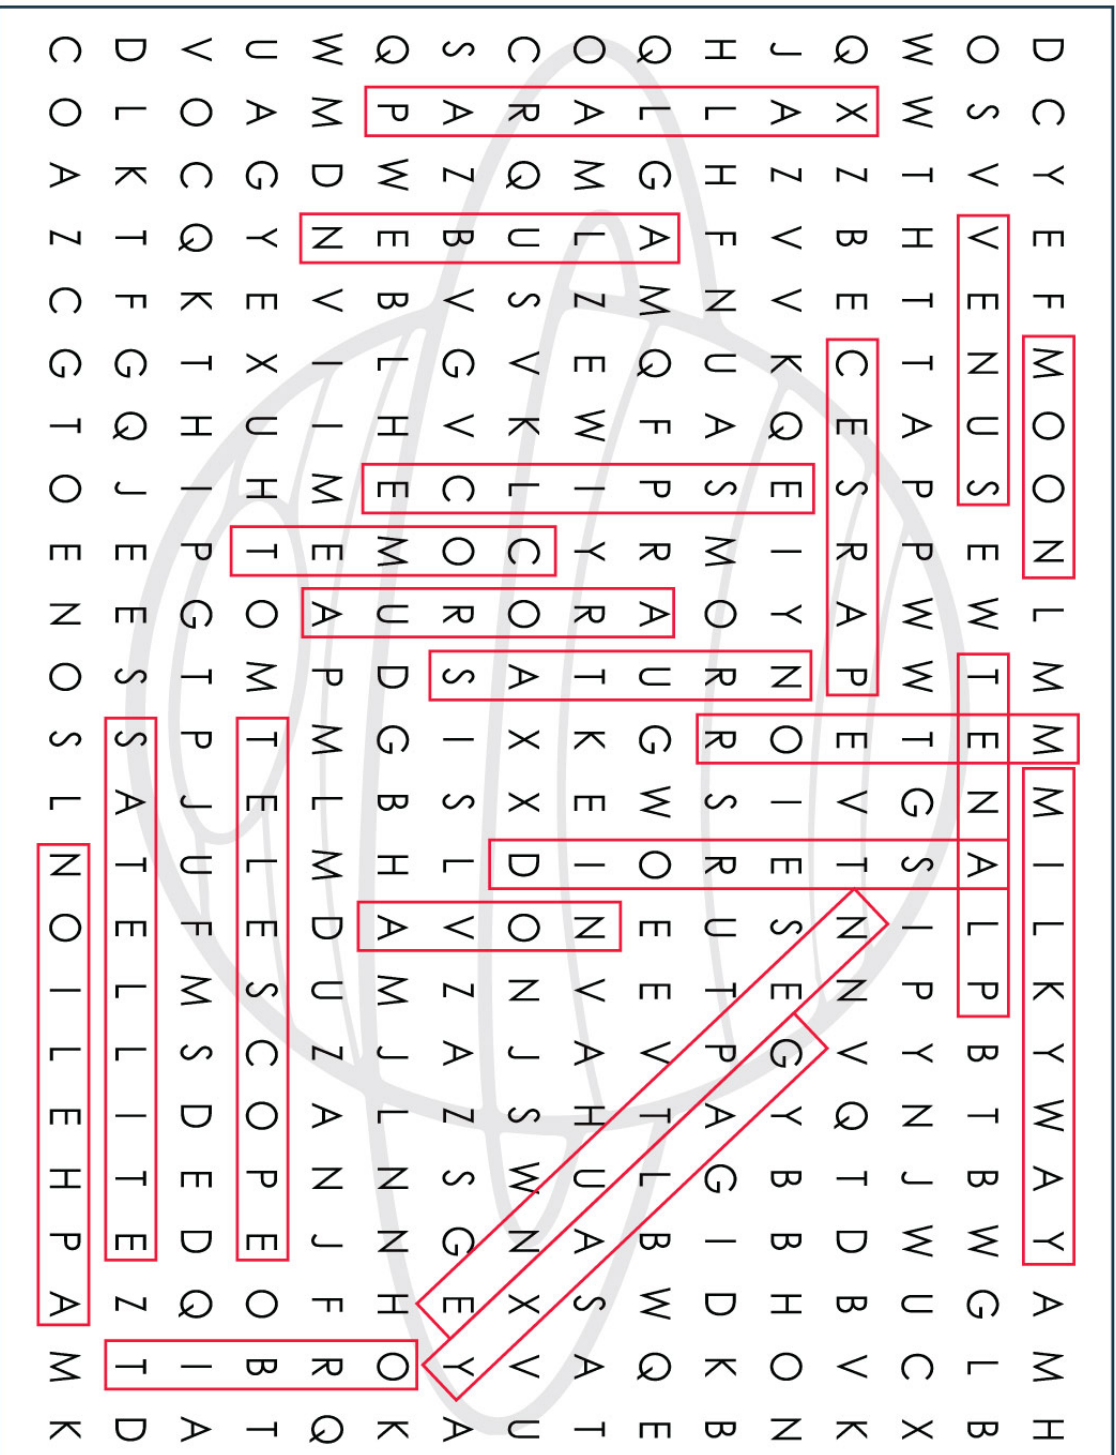 D C Y E F M O O N L M M M I L K Y W A Y A M H
O S V V E N U S E W T E N A L P B T B W G L B
W W T H T T A P P W W T G S I P Y N J W U C X
Q X Z B E C E S R A P E V T N N V Q T D B V K
J A Z V V K Q E I Y N O I E S E G Y B B H O N
H L H F N U A S M O R R S R U T P A G I D K B
Q L G A M Q F P R A U G W O E E V T L B W Q E
O A M L Z E W I Y R T K E I N V A H U A S A T
C R Q U S V K L C O A X X D O N J S W N X V U
S A Z B V G V C O R S I S L V Z A Z S G E Y A
Q P W E B L H E M U D G B H A M J L N N H O K
W M D N V I I M E A P M L M D U Z A N J F R Q
U A G Y E X U H T O M T E L E S C O P E O B T
V O C Q K T H I P G T P J U F M S D E D Q I A
D L K T F G Q J E E S S A T E L L I T E Z T D
C O A Z C G T O E N O S L N O I L E H P A M K